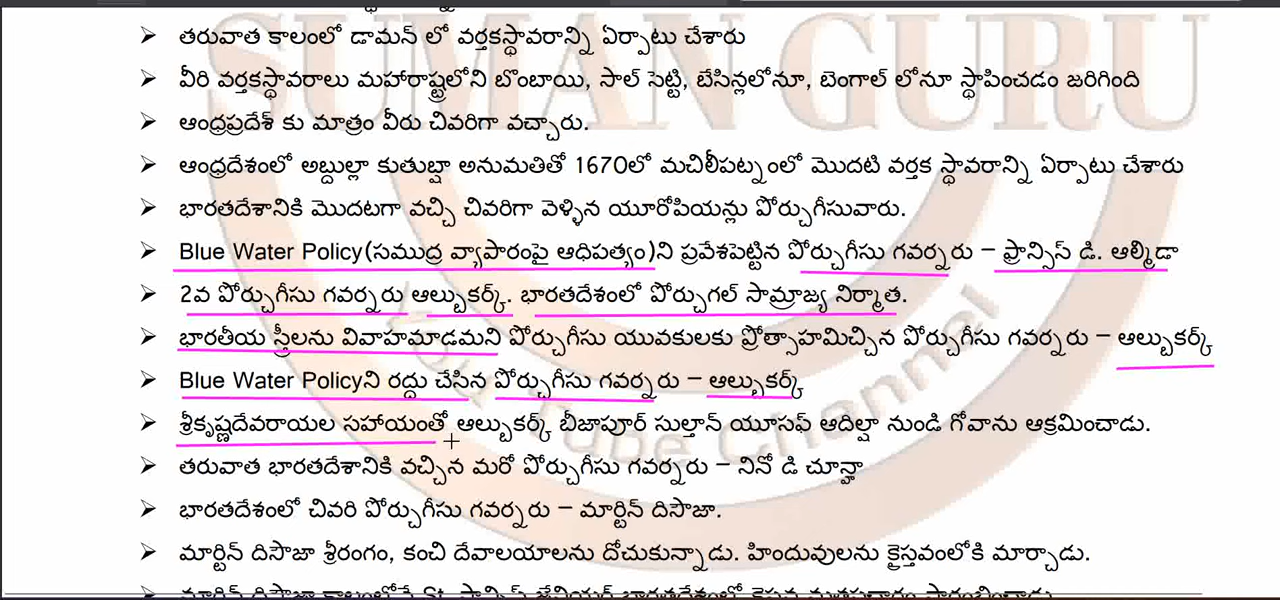 ➢ తరువాత కాలంలో డామన్ లో వర్తకస్థావరాన్ని ఏర్పాటు చేశారు
➢ వీరి వర్తకస్థావరాలు మహారాష్ట్రలోని బొంబాయి, సాల్ సెట్టి, బేసిన్లలోనూ, బెంగాల్ లోనూ స్థాపించడం జరిగింది
➢ ఆంధ్రప్రదేశ్ కు మాత్రం వీరు చివరిగా వచ్చారు.
➢ ఆంధ్రదేశంలో అబ్దుల్లా కుతుబ్షా అనుమతితో 1670లో మచిలీపట్నంలో మొదటి వర్తక స్థావరాన్ని ఏర్పాటు చేశారు
➢ భారతదేశానికి మొదటగా వచ్చి చివరిగా వెళ్ళిన యూరోపియన్లు పోర్చుగీసువారు.
➢ Blue Water Policy(సముద్ర వ్యాపారంపై ఆధిపత్యం)ని ప్రవేశపెట్టిన పోర్చుగీసు గవర్నరు – ఫ్రాన్సిస్ డి. ఆల్మిడా
➢ 2వ పోర్చుగీసు గవర్నరు ఆల్బుకర్క్. భారతదేశంలో పోర్చుగల్ సామ్రాజ్య నిర్మాత.
➢ భారతీయ స్త్రీలను వివాహమాడమని పోర్చుగీసు యువకులకు ప్రోత్సాహమిచ్చిన పోర్చుగీసు గవర్నరు – ఆల్బుకర్క్
➢ Blue Water Policyని రద్దు చేసిన పోర్చుగీసు గవర్నరు – ఆల్బుకర్క్
➢ శ్రీకృష్ణదేవరాయల సహాయంతో ఆల్బుకర్క్ బీజాపూర్ సుల్తాన్ యూసఫ్ ఆదిల్షా నుండి గోవాను ఆక్రమించాడు.
➢ తరువాత భారతదేశానికి వచ్చిన మరో పోర్చుగీసు గవర్నరు – నినో డి చూన్హా
➢ భారతదేశంలో చివరి పోర్చుగీసు గవర్నరు – మార్టిన్ దిసౌజా.
➢ మార్టిన్ దిసౌజా శ్రీరంగం, కంచి దేవాలయాలను దోచుకున్నాడు. హిందువులను క్రైస్తవంలోకి మార్చాడు.
SUMAN GURU
You Tube Channel